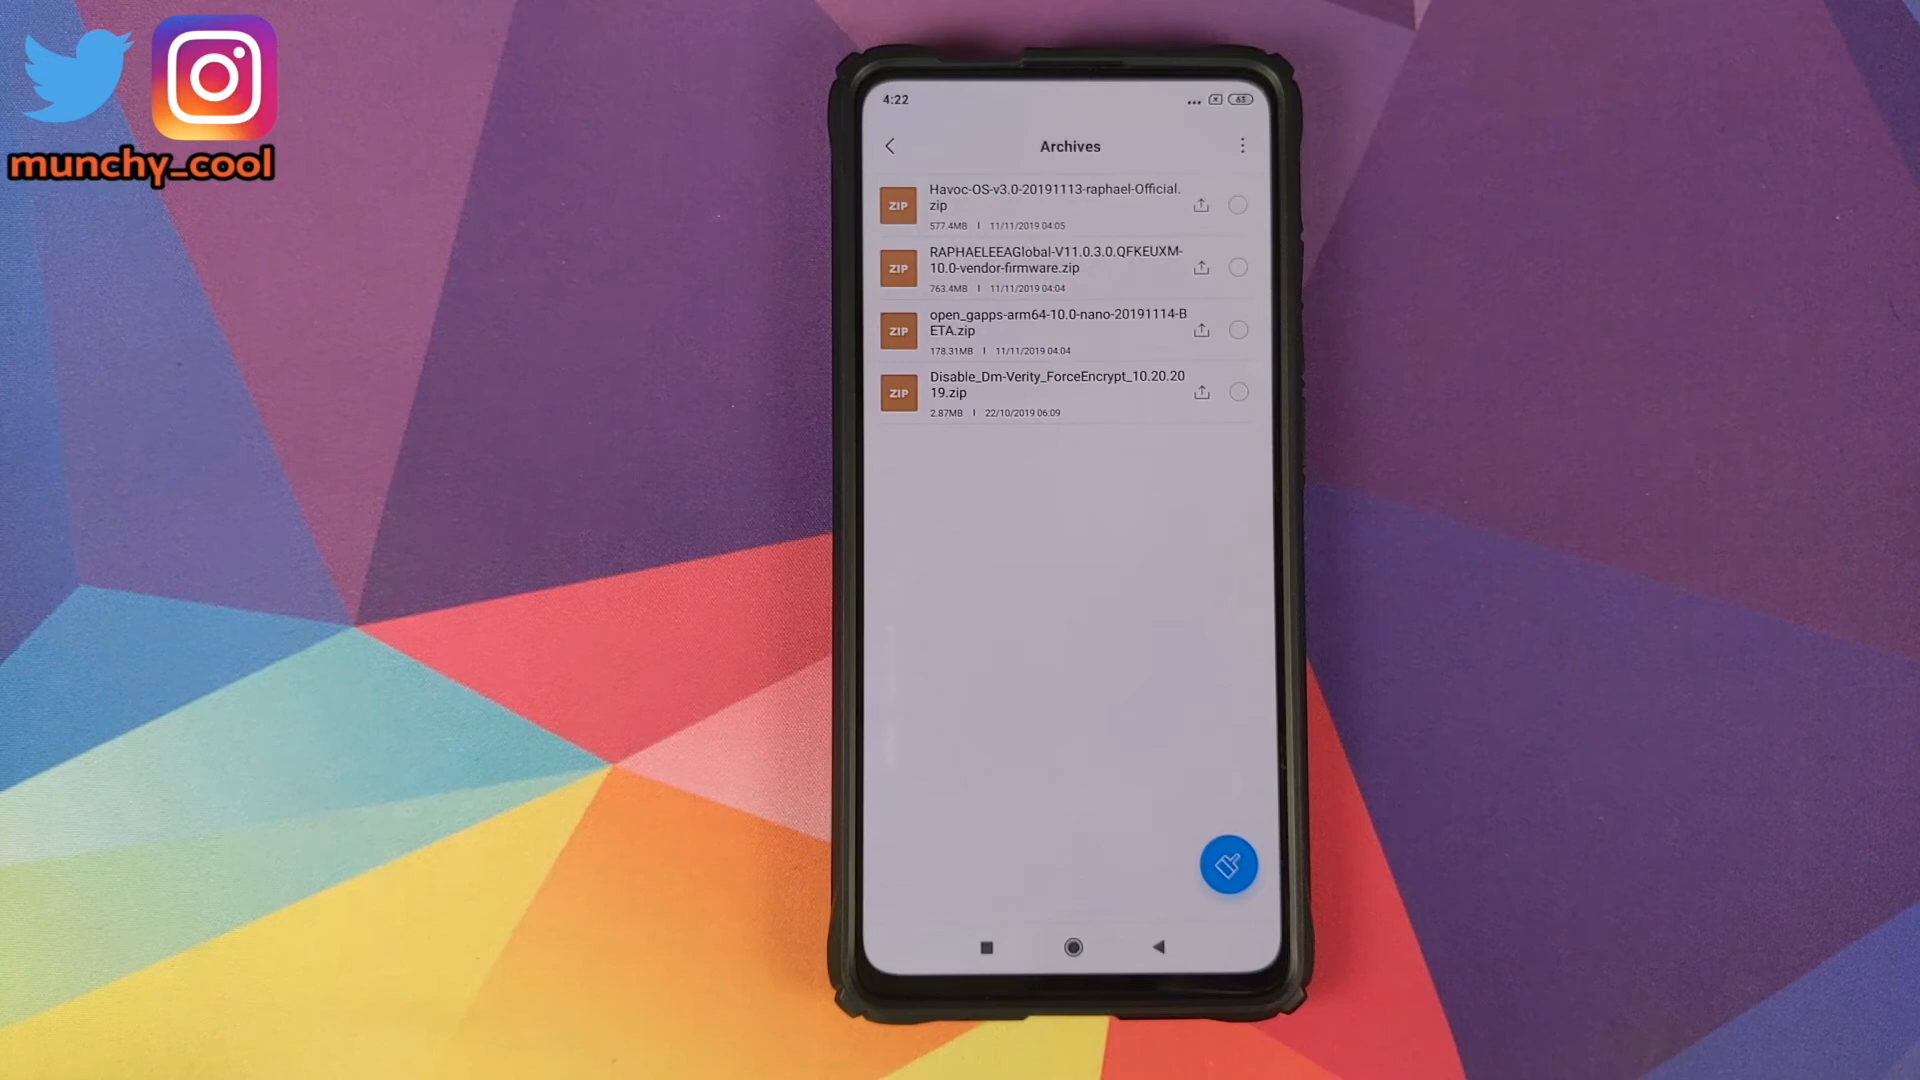 munchy_cool
4:22
63
Archives
ZIP
Havoc-OS-v3.0-20191113-raphael-Official.
zip
577.4MB | 11/11/2019 04:05
ZIP
RAPHAELEEAGlobal-V11.0.3.0.QFKEUXM-
10.0-vendor-firmware.zip
763.4MB | 11/11/2019 04:04
ZIP
open_gapps-arm64-10.0-nano-20191114-B
ETA.zip
178.31MB | 11/11/2019 04:04
ZIP
Disable_Dm-Verity_ForceEncrypt_10.20.20
19.zip
2.87MB | 22/10/2019 06:09